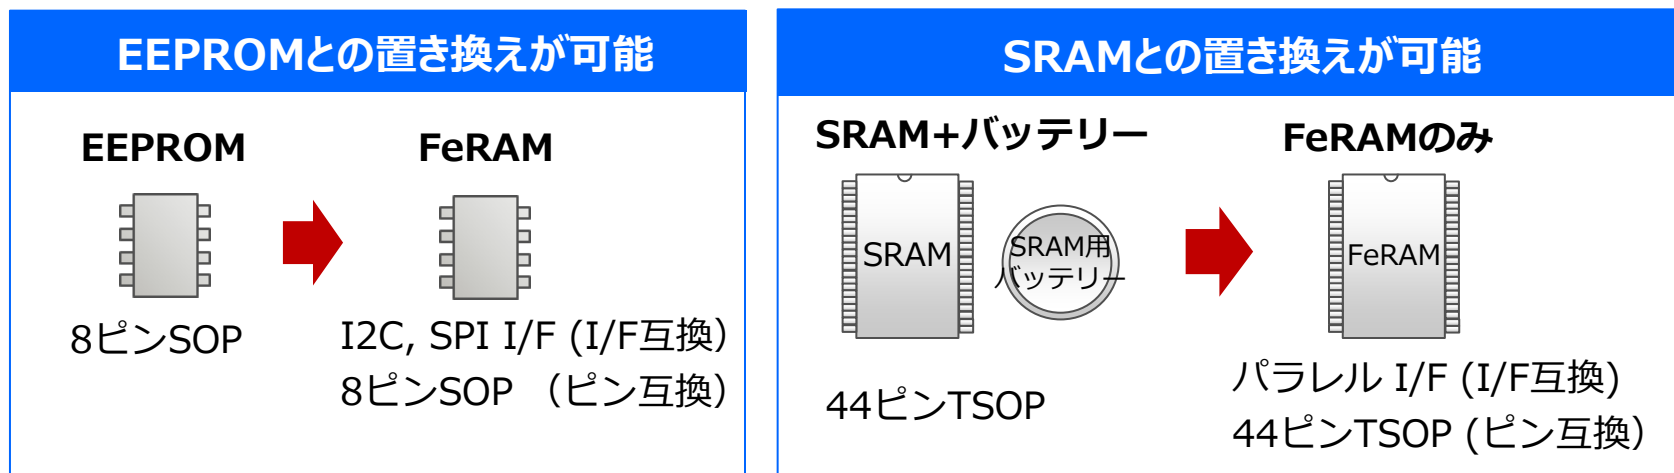 EEPROMとの置き換えが可能
EEPROM
FeRAM
8ピンSOP
I2C, SPI I/F (I/F互換）
8ピンSOP （ピン互換）
SRAMとの置き換えが可能
SRAM+バッテリー
FeRAMのみ
SRAM
SRAM用
バッテリー
FeRAM
44ピンTSOP
パラレル I/F (I/F互換)
44ピンTSOP (ピン互換）